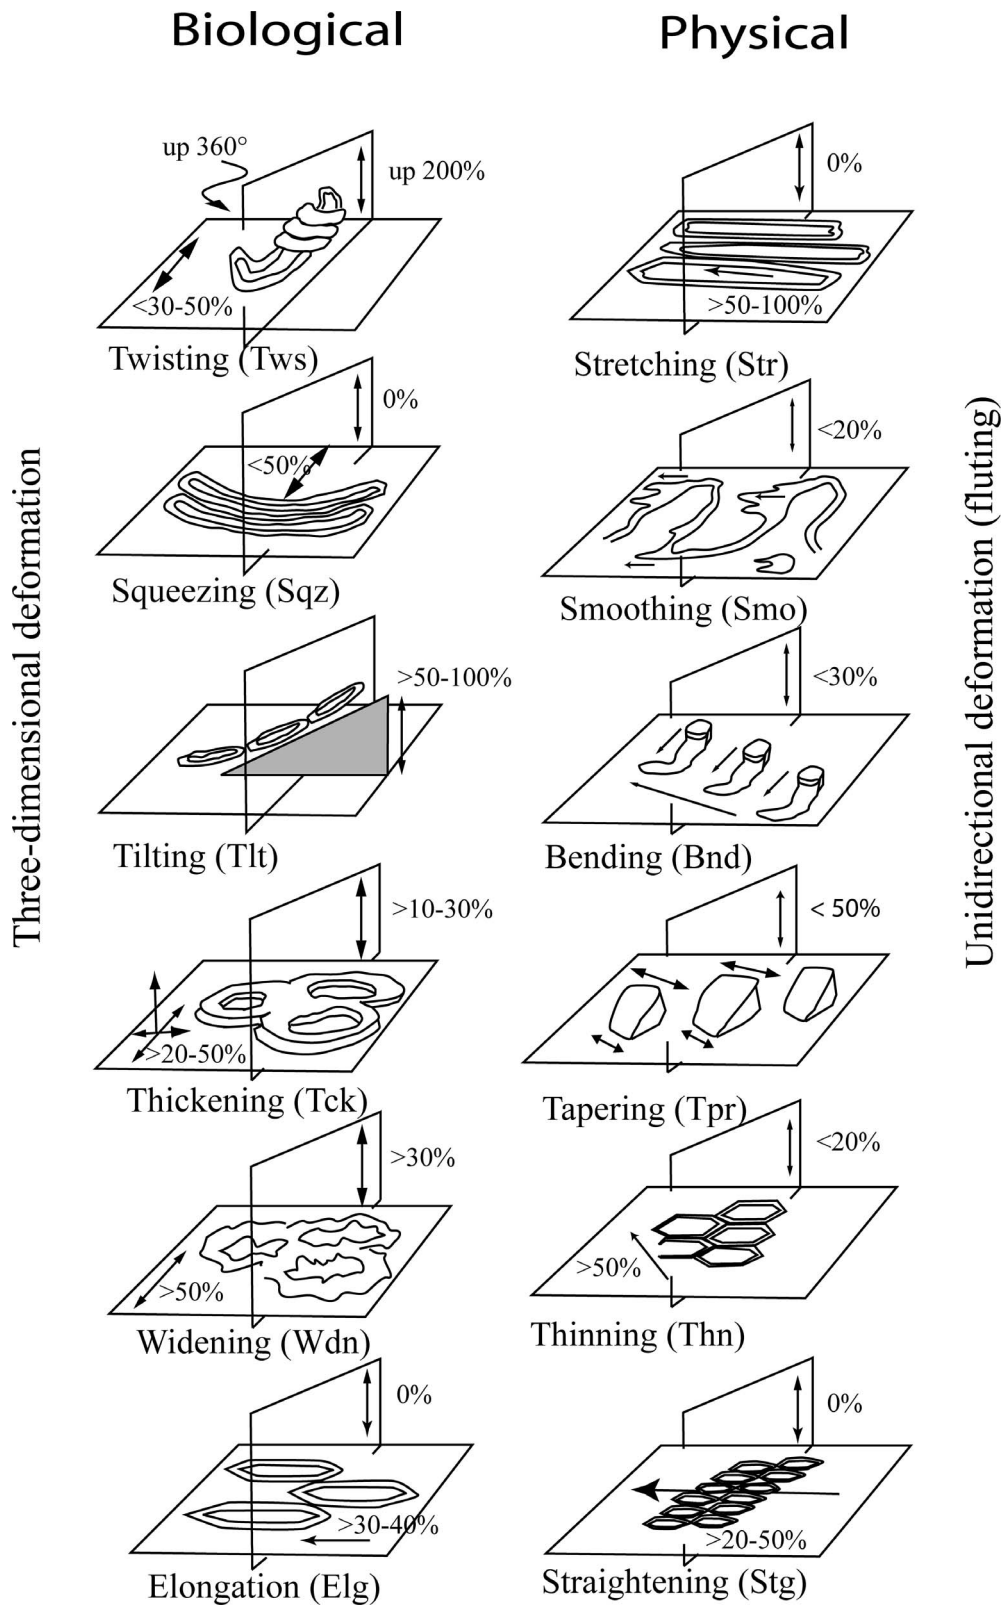 Biological
Physical
Three-dimensional deformation
up 360°
up 200%
<30-50%
Twisting (Tws)
0%
>50-100%
Stretching (Str)
0%
<50%
Squeezing (Sqz)
<20%
Smoothing (Smo)
>50-100%
Tilting (Tlt)
<30%
Bending (Bnd)
>10-30%
>20-50%
Thickening (Tck)
< 50%
Tapering (Tpr)
>30%
>50%
Widening (Wdn)
<20%
>50%
Thinning (Thn)
0%
>30-40%
Elongation (Elg)
0%
>20-50%
Straightening (Stg)
Unidirectional deformation (fluting)